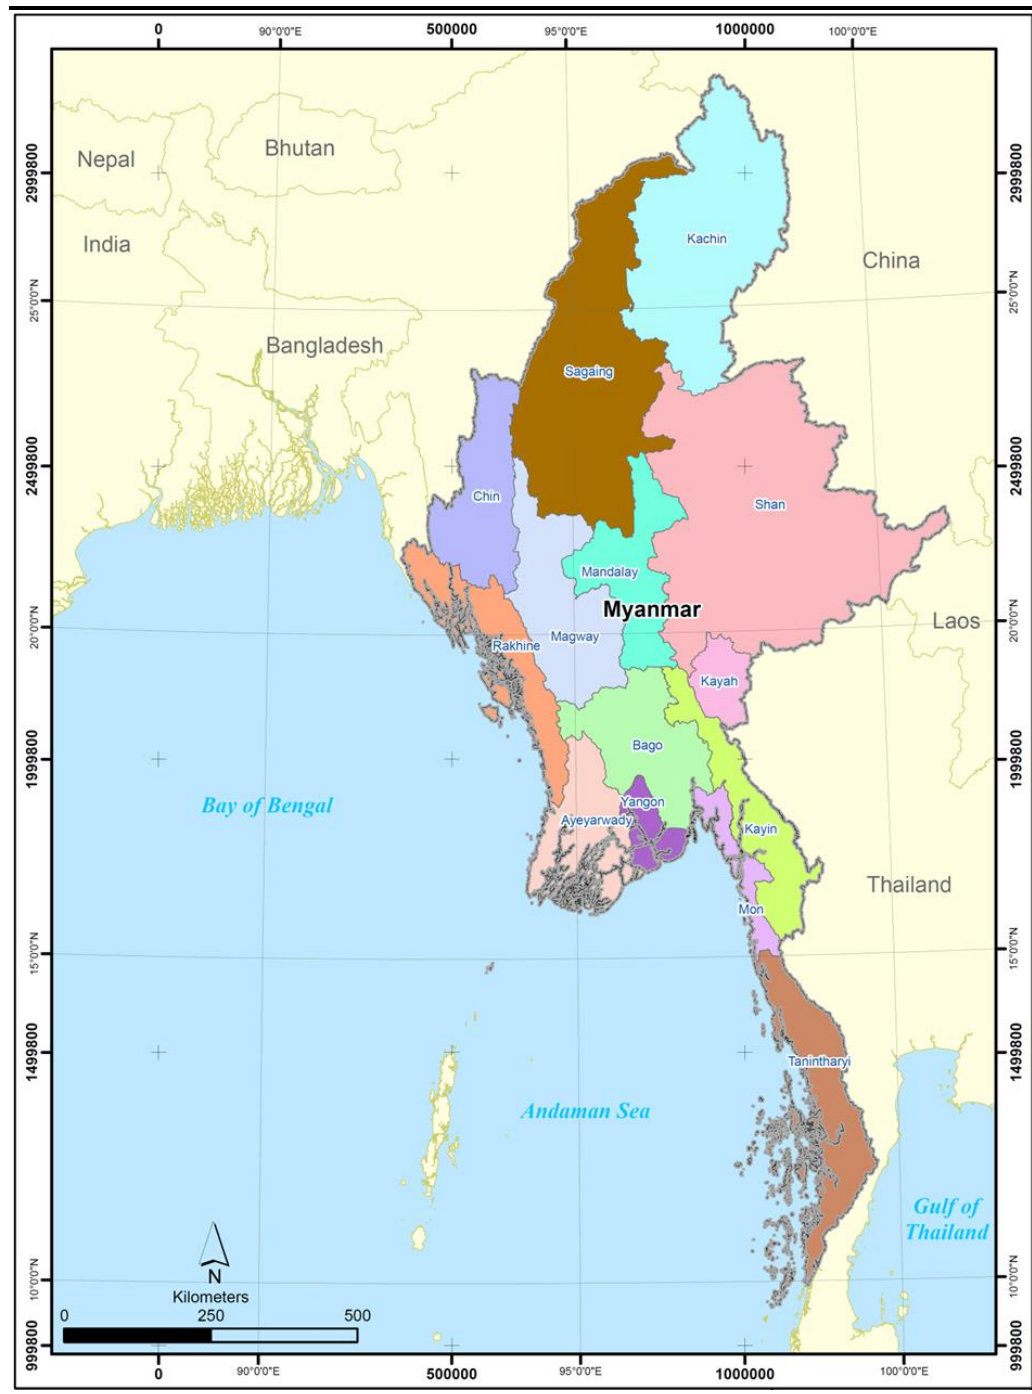 0 90°0'0"E 500000 95°0'0"E 1000000 100°0'0"E
2999800 2999800
Nepal
Bhutan
India
Kachin
China
25°0'0"N 25°0'0"N
Bangladesh
Sagaing
2499800 2499800
Chin
Shan
Mandalay
Myanmar
20°0'0"N 20°0'0"N
Laos
Magway
Rakhine
Kayah
Bago
1999800 1999800
Bay of Bengal
Yangon
Ayeyarwady
Kayin
Thailand
Mon
15°0'0"N 15°0'0"N
1499800 1499800
Tanintharyi
Andaman Sea
Gulf of
Thailand
N
10°0'0"N 10°0'0"N
Kilometers
0 250 500
999800 999800
0 90°0'0"E 500000 95°0'0"E 1000000 100°0'0"E